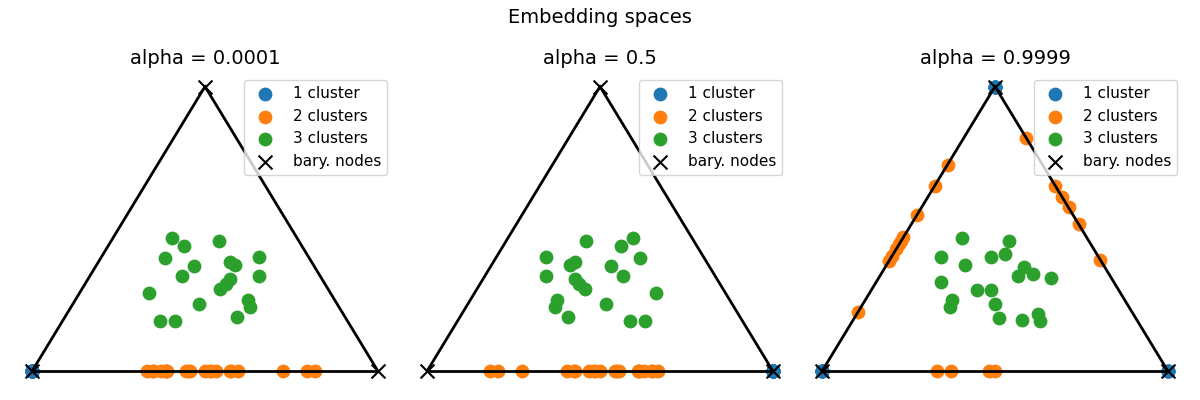 Embedding spaces
alpha = 0.0001
1 cluster
2 clusters
3 clusters
bary. nodes
alpha = 0.5
1 cluster
2 clusters
3 clusters
bary. nodes
alpha = 0.9999
1 cluster
2 clusters
3 clusters
bary. nodes